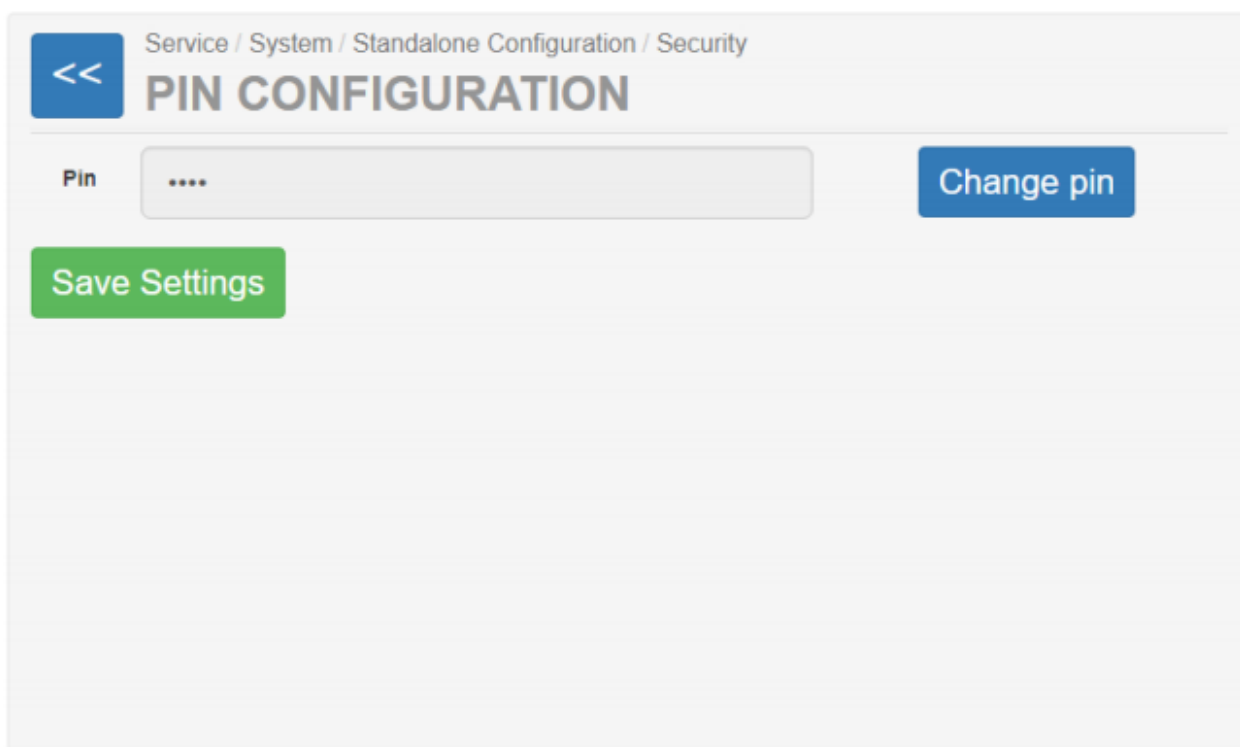 <<
Service / System / Standalone Configuration / Security
PIN CONFIGURATION
Pin
••••
Change pin
Save Settings